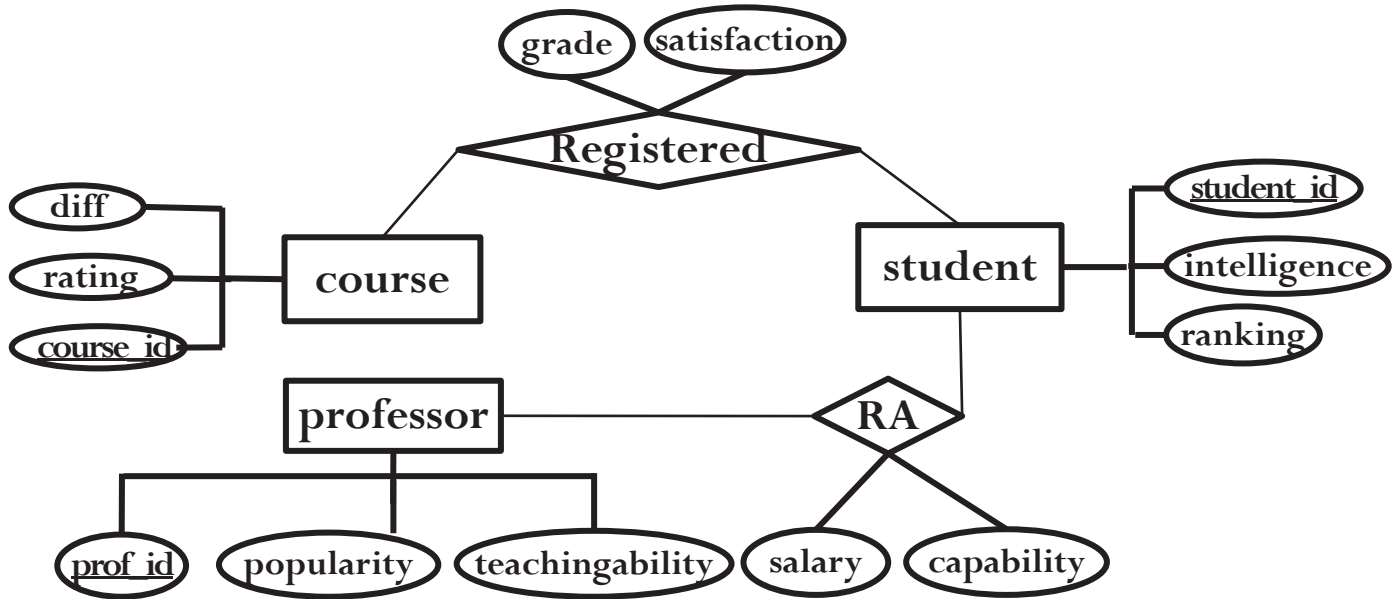 grade
satisfaction
Registered
diff
student_id
rating
course
student
intelligence
course_id
ranking
professor
RA
prof_id
popularity
teachingability
salary
capability